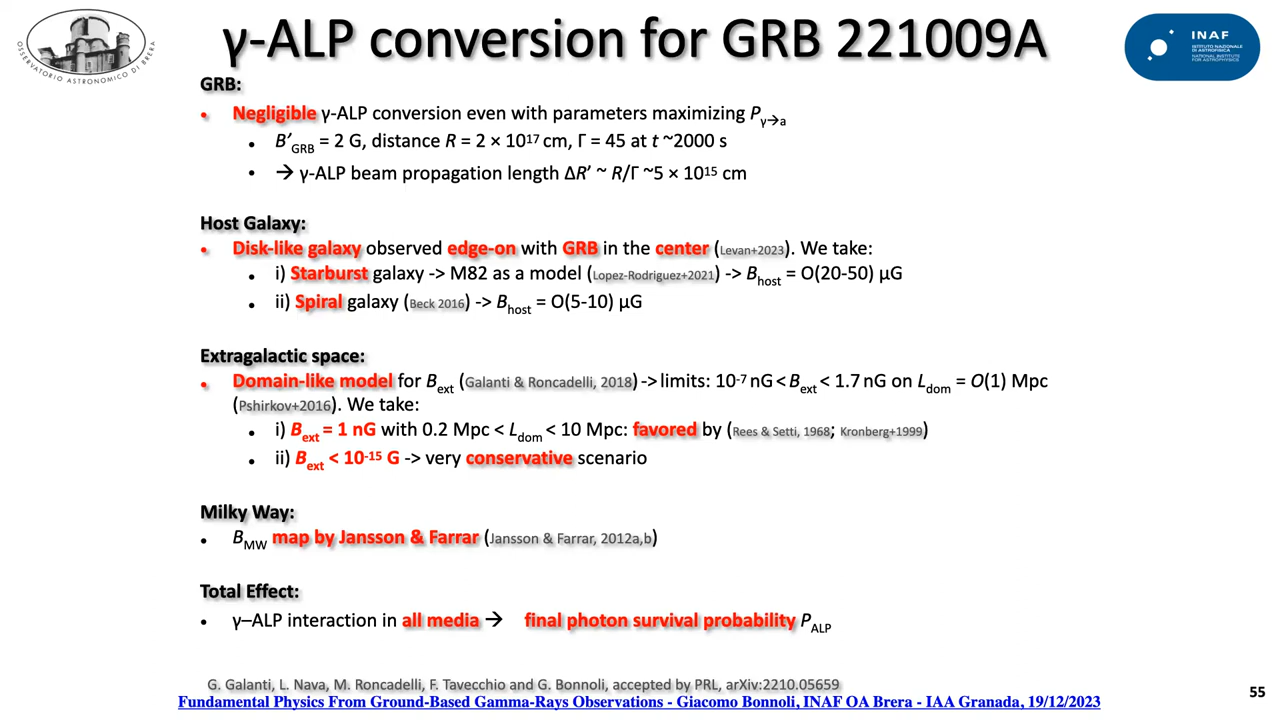 OSSERVATORIO ASTRONOMICO DI BRERA
γ-ALP conversion for GRB 221009A
INAF
ISTITUTO NAZIONALE
DI ASTROFISICA
NATIONAL INSTITUTE
FOR ASTROPHYSICS
GRB:
• Negligible γ-ALP conversion even with parameters maximizing Pγ→a
• B′GRB = 2 G, distance R = 2 × 10¹⁷ cm, Γ = 45 at t ~2000 s
• → γ-ALP beam propagation length ΔR’ ~ R/Γ ~5 × 10¹⁵ cm
Host Galaxy:
• Disk-like galaxy observed edge-on with GRB in the center (Levan+2023). We take:
• i) Starburst galaxy -> M82 as a model (Lopez-Rodriguez+2021) -> Bhost = O(20-50) μG
• ii) Spiral galaxy (Beck 2016) -> Bhost = O(5-10) μG
Extragalactic space:
• Domain-like model for Bext (Galanti & Roncadelli, 2018) -> limits: 10⁻⁷ nG < Bext < 1.7 nG on Ldom = O(1) Mpc
(Pshirkov+2016). We take:
• i) Bext = 1 nG with 0.2 Mpc < Ldom < 10 Mpc: favored by (Rees & Setti, 1968; Kronberg+1999)
• ii) Bext < 10⁻¹⁵ G -> very conservative scenario
Milky Way:
• BMW map by Jansson & Farrar (Jansson & Farrar, 2012a,b)
Total Effect:
• γ–ALP interaction in all media → final photon survival probability PALP
G. Galanti, L. Nava, M. Roncadelli, F. Tavecchio and G. Bonnoli, accepted by PRL, arXiv:2210.05659
Fundamental Physics From Ground-Based Gamma-Rays Observations - Giacomo Bonnoli, INAF OA Brera - IAA Granada, 19/12/2023
55